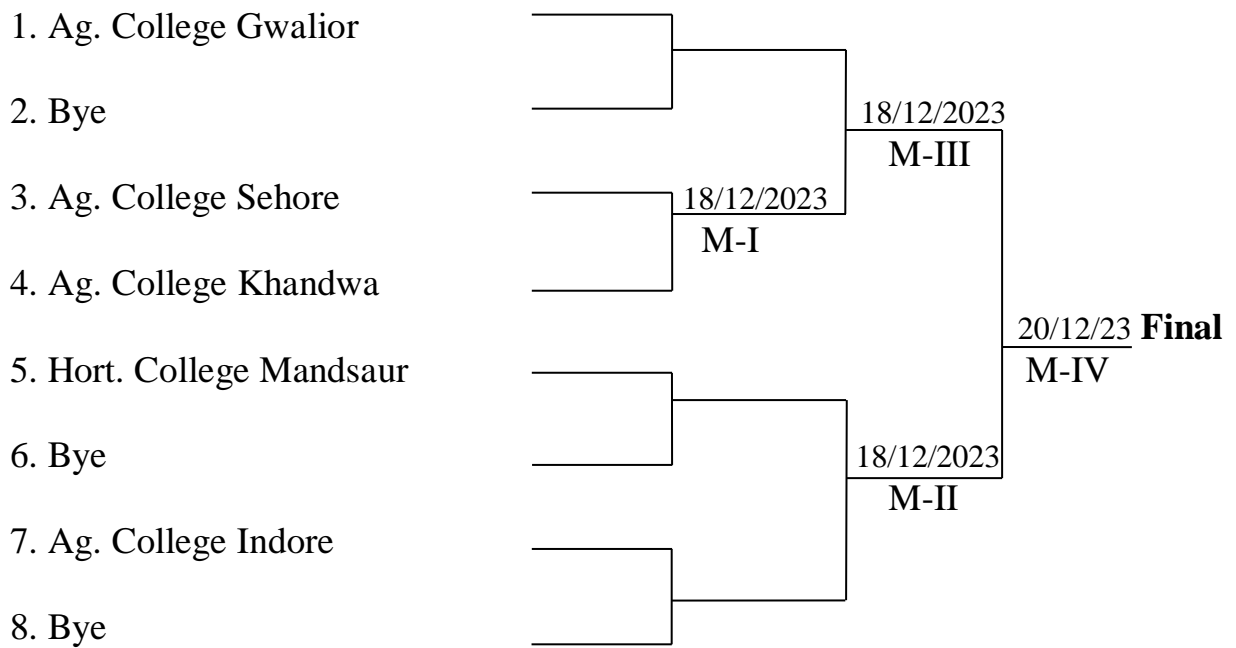 1. Ag. College Gwalior
2. Bye
18/12/2023
M-III
3. Ag. College Sehore
18/12/2023
M-I
4. Ag. College Khandwa
20/12/23 Final
M-IV
5. Hort. College Mandsaur
6. Bye
18/12/2023
M-II
7. Ag. College Indore
8. Bye